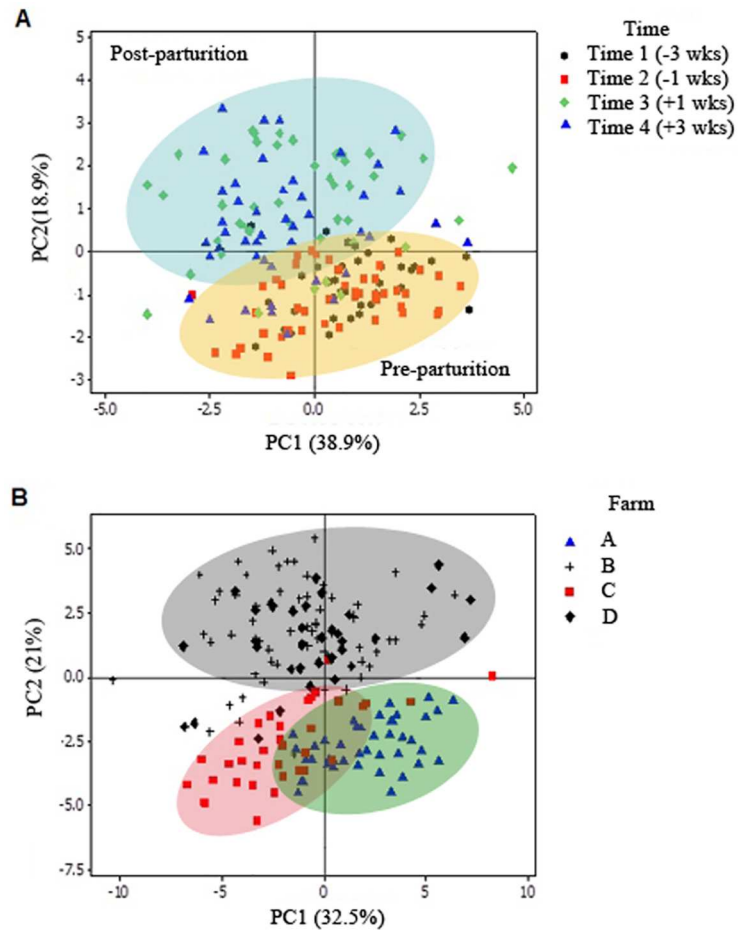 A
Post-parturition
Time
Time 1 (-3 wks)
Time 2 (-1 wks)
Time 3 (+1 wks)
Time 4 (+3 wks)
5
4
3
2
1
0
-1
-2
-3
PC2(18.9%)
Pre-parturition
-5.0
-2.5
0.0
2.5
5.0
PC1 (38.9%)
B
Farm
A
B
C
D
5.0
2.5
0.0
-2.5
-5.0
-7.5
PC2 (21%)
-10
-5
0
5
10
PC1 (32.5%)